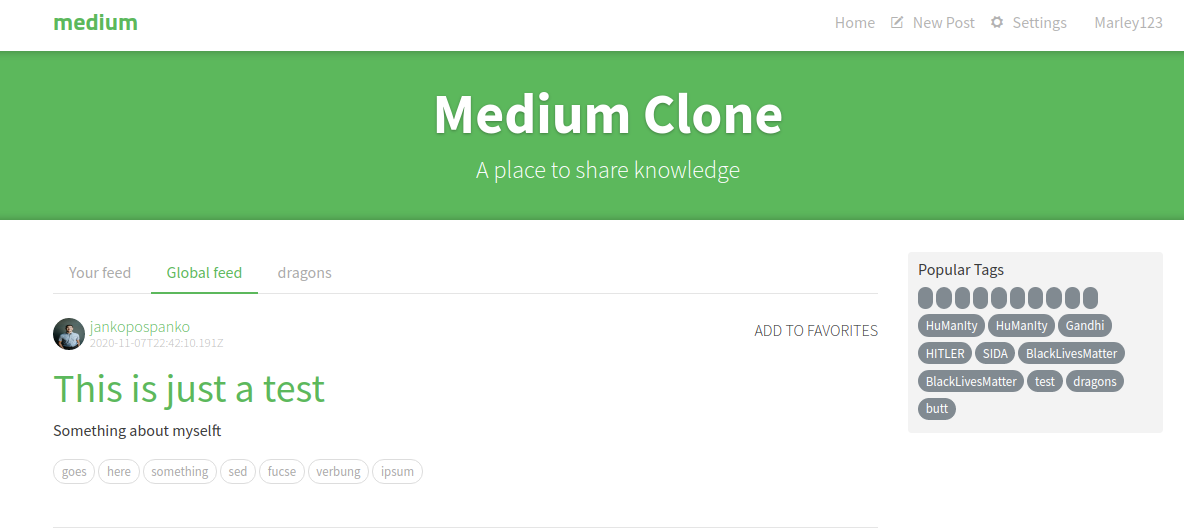 medium
Home New Post Settings Marley123
Medium Clone
A place to share knowledge
Your feed Global feed dragons
jankopospanko
2020-11-07T22:42:10.191Z
ADD TO FAVORITES
This is just a test
Something about myselft
goes here something sed fucse verbung ipsum
Popular Tags
HuManIty HuManIty Gandhi
HITLER SIDA BlackLivesMatter
BlackLivesMatter test dragons
butt